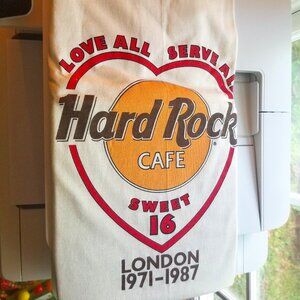 LOVE ALL SERVE ALL
Hard Rock
CAFE
SWEET
16
LONDON
1971-1987